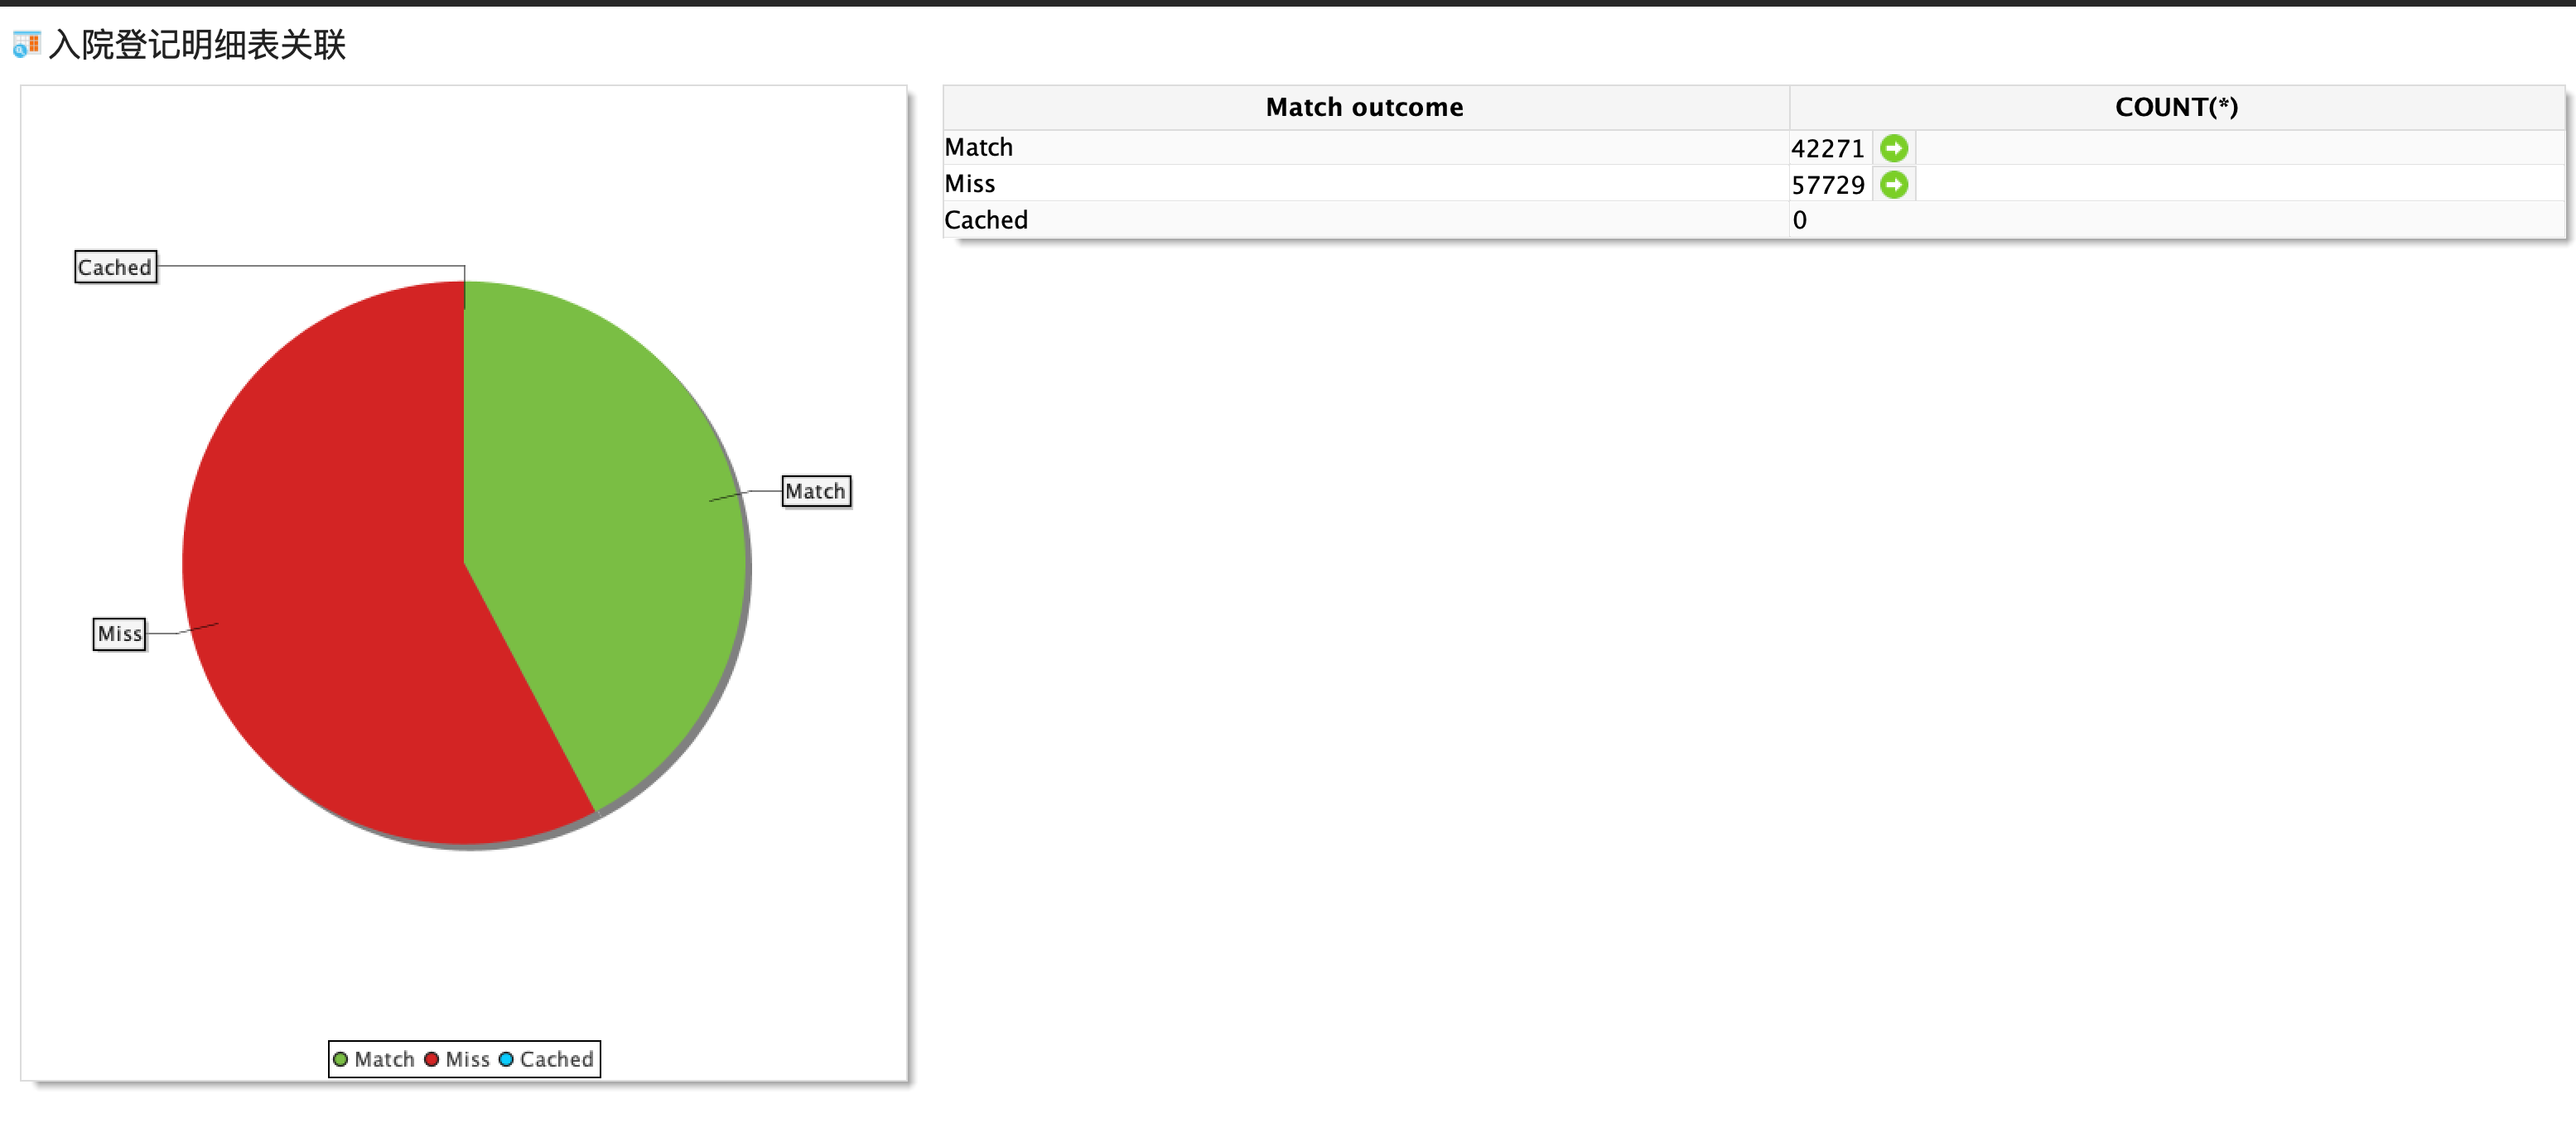 入院登记明细表关联
Cached
Match
Miss
Match Miss Cached
Match outcome COUNT(*)
Match 42271
Miss 57729
Cached 0